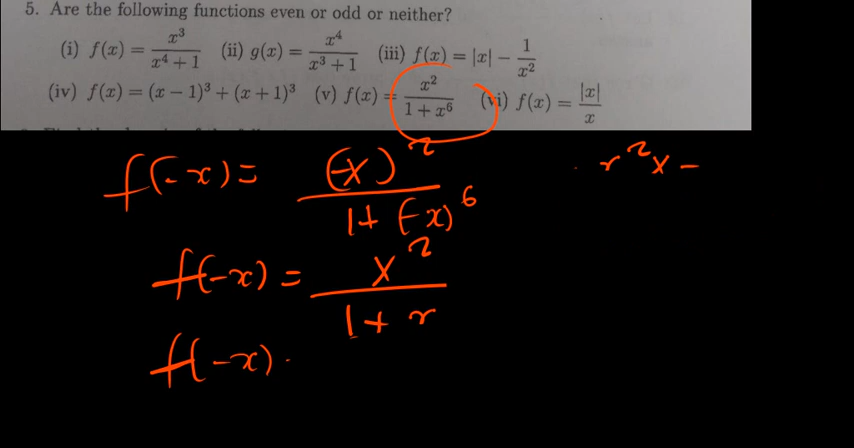 5. Are the following functions even or odd or neither?
(i) f(x) = x³/(x⁴ + 1) (ii) g(x) = x⁴/(x³ + 1) (iii) f(x) = |x| − 1/x²
(iv) f(x) = (x − 1)³ + (x + 1)³ (v) f(x) = x²/(1 + x⁶) (vi) f(x) = |x|/x
f(-x) = (-x)²/(1 + (-x)⁶)
r²x -
f(-x) = x²/(1 + r
f(-x) ·